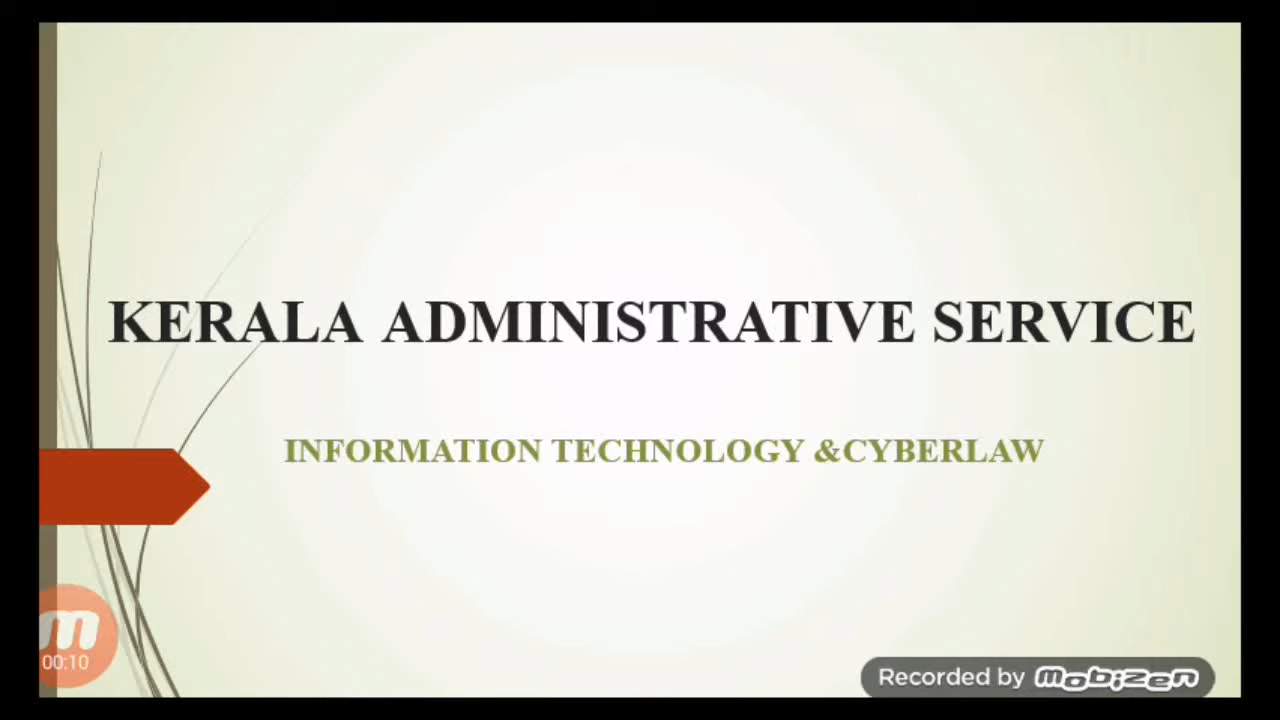 KERALA ADMINISTRATIVE SERVICE
INFORMATION TECHNOLOGY &CYBERLAW
m
00:10
Recorded by mobizen